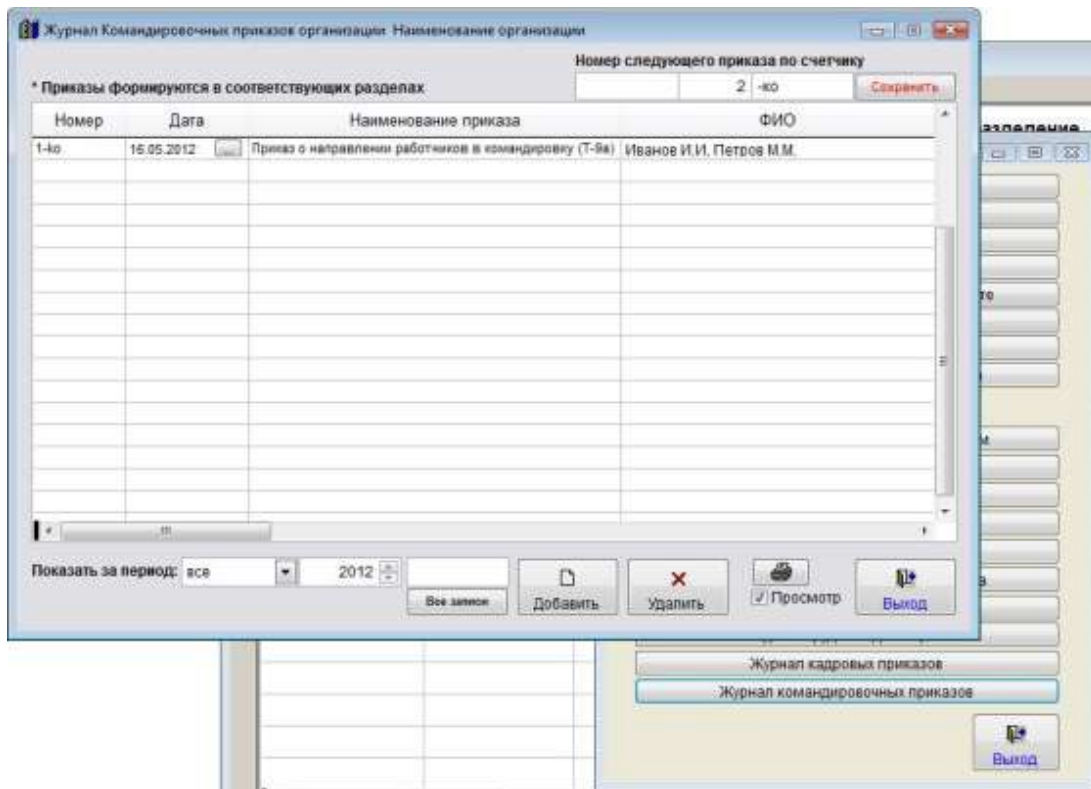 Журнал Командировочных приказов организации Наименование организации
Номер следующего приказа по счетчику
* Приказы формируются в соответствующих разделах
2 -ко Сохранить
Номер Дата Наименование приказа ФИО
1-ko 16.05.2012 ... Приказ о направлении работников в командировку (Т-9а) Иванов И.И, Петров М.М.
Показать за период: все 2012
Все записи
Добавить
Удалить
Просмотр
Выход
Журнал кадровых приказов
Журнал командировочных приказов
Выход